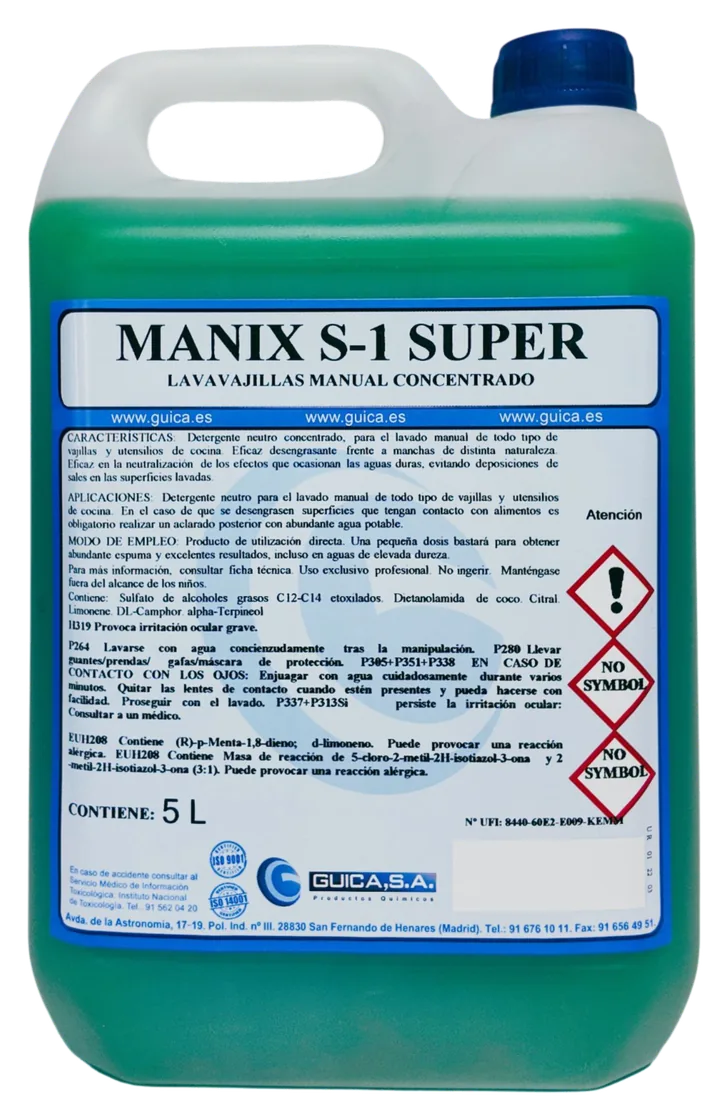 MANIX S-1 SUPER
LAVAVAJILLAS MANUAL CONCENTRADO
www.guica.es www.guica.es www.guica.es
CARACTERÍSTICAS: Detergente neutro concentrado, para el lavado manual de todo tipo de
vajillas y utensilios de cocina. Eficaz desengrasante frente a manchas de distinta naturaleza.
Eficaz en la neutralización de los efectos que ocasionan las aguas duras, evitando deposiciones de
sales en las superficies lavadas.
APLICACIONES: Detergente neutro para el lavado manual de todo tipo de vajillas y utensilios
de cocina. En el caso de que se desengrasen superficies que tengan contacto con alimentos es
obligatorio realizar un aclarado posterior con abundante agua potable.
MODO DE EMPLEO: Producto de utilización directa. Una pequeña dosis bastará para obtener
abundante espuma y excelentes resultados, incluso en aguas de elevada dureza.
Para más información, consultar ficha técnica. Uso exclusivo profesional. No ingerir. Manténgase
fuera del alcance de los niños.
Contiene: Sulfato de alcoholes grasos C12-C14 etoxilados. Dietanolamida de coco. Citral.
Limonene. DL-Camphor. alpha-Terpineol
H319 Provoca irritación ocular grave.
P264 Lavarse con agua concienzudamente tras la manipulación. P280 Llevar
guantes/prendas/ gafas/máscara de protección. P305+P351+P338 EN CASO DE
CONTACTO CON LOS OJOS: Enjuagar con agua cuidadosamente durante varios
minutos. Quitar las lentes de contacto cuando estén presentes y pueda hacerse con
facilidad. Proseguir con el lavado. P337+P313Si persiste la irritación ocular:
Consultar a un médico.
EUH208 Contiene (R)-p-Menta-1,8-dieno; d-limoneno. Puede provocar una reacción
alérgica. EUH208 Contiene Masa de reacción de 5-cloro-2-metil-2H-isotiazol-3-ona y 2
-metil-2H-isotiazol-3-ona (3:1). Puede provocar una reacción alérgica.
Atención
NO
SYMBOL
NO
SYMBOL
CONTIENE: 5 L
Nº UFI: 8440-60E2-E009-KEMM
U.R. 01 22 03
En caso de accidente consultar al
Servicio Médico de Información
Toxicológica. Instituto Nacional
de Toxicología. Tel.: 91 562 04 20
ISO 9001
ISO 14001
GUICA,S.A.
Productos Químicos
Avda. de la Astronomía, 17-19. Pol. Ind. nº III. 28830 San Fernando de Henares (Madrid). Tel.: 91 676 10 11. Fax: 91 656 49 51